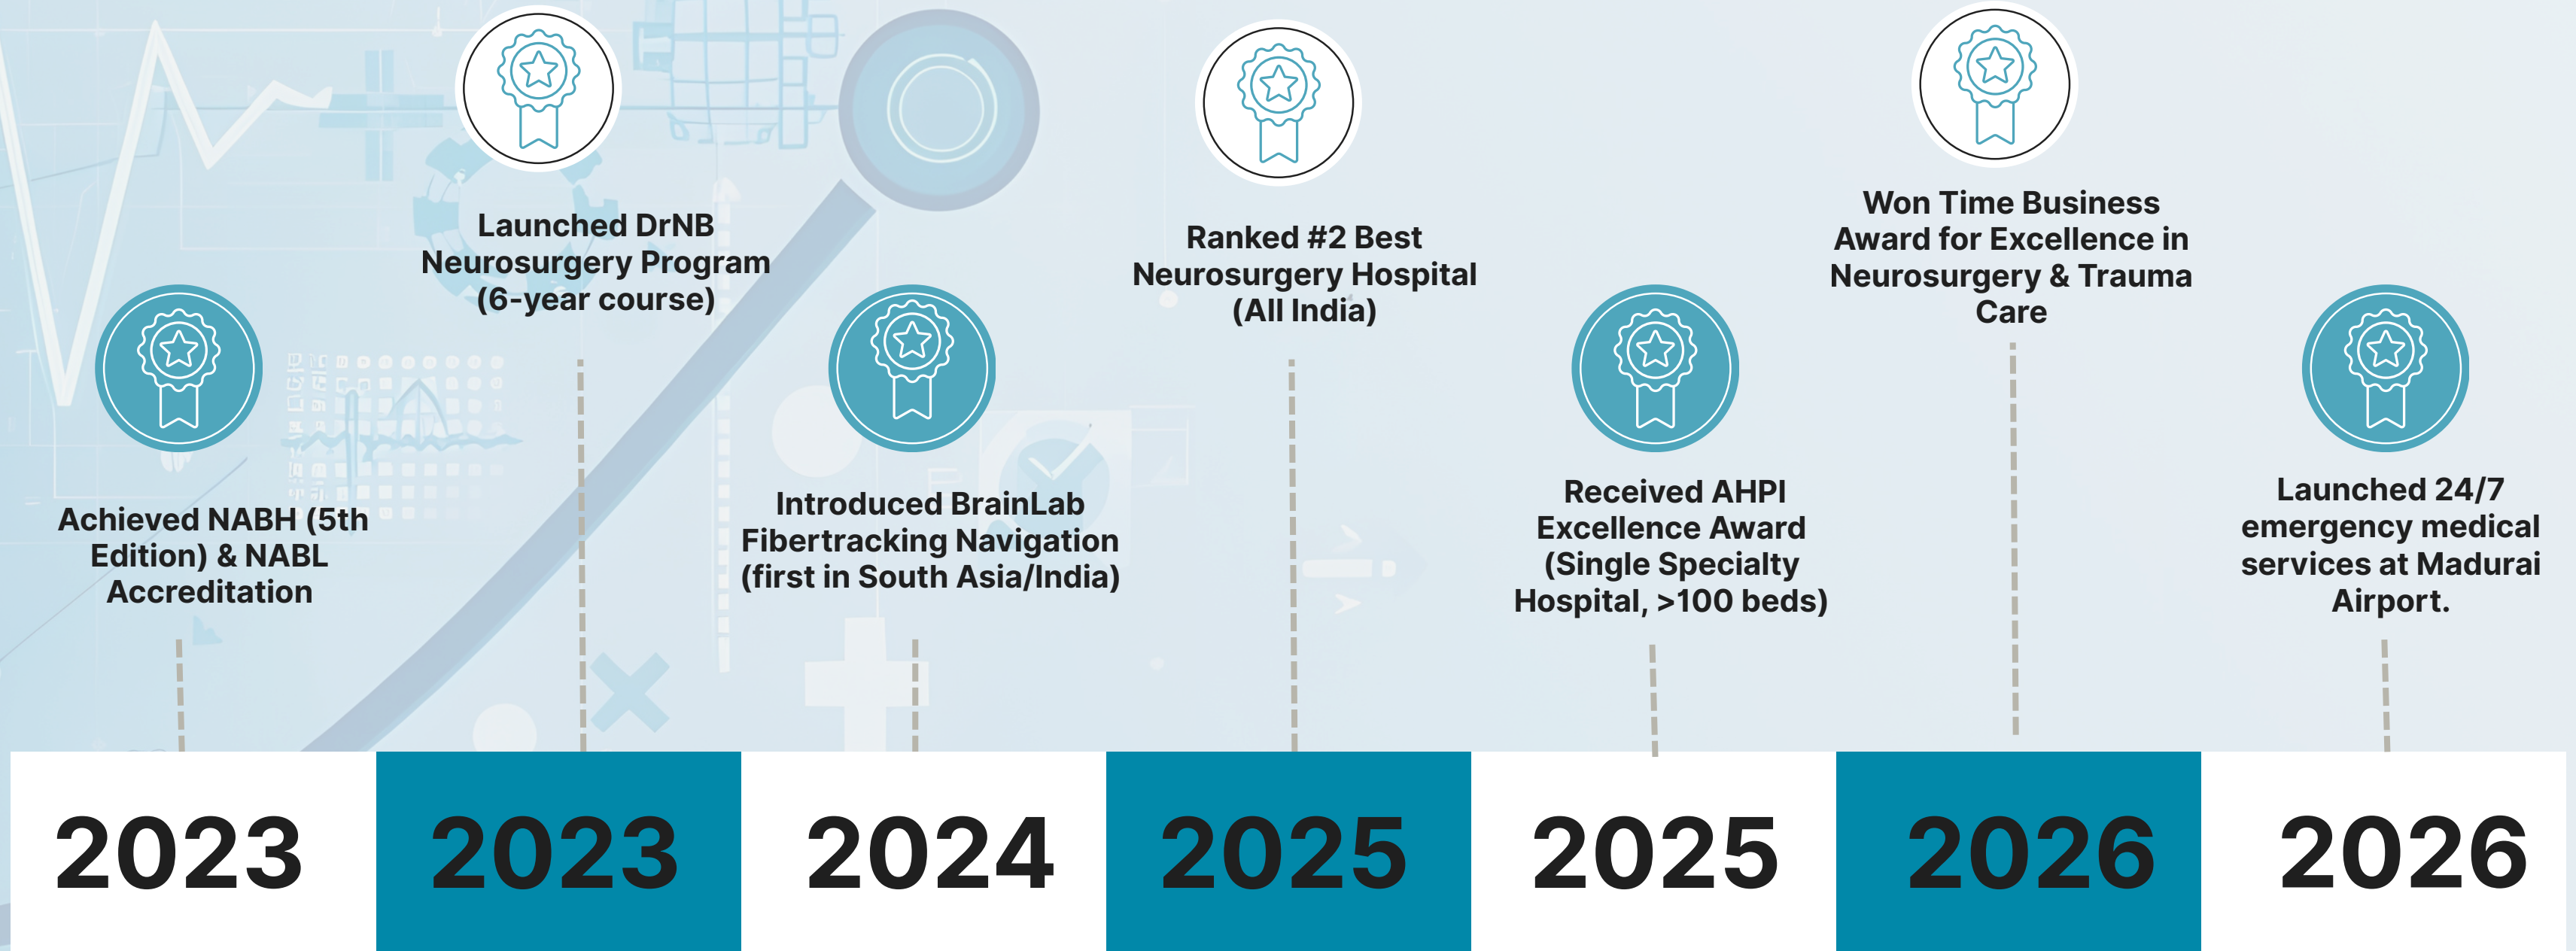 Achieved NABH (5th
Edition) & NABL
Accreditation
Launched DrNB
Neurosurgery Program
(6-year course)
Introduced BrainLab
Fibertracking Navigation
(first in South Asia/India)
Ranked #2 Best
Neurosurgery Hospital
(All India)
Received AHPI
Excellence Award
(Single Specialty
Hospital, >100 beds)
Won Time Business
Award for Excellence in
Neurosurgery & Trauma
Care
Launched 24/7
emergency medical
services at Madurai
Airport.
2023
2023
2024
2025
2025
2026
2026